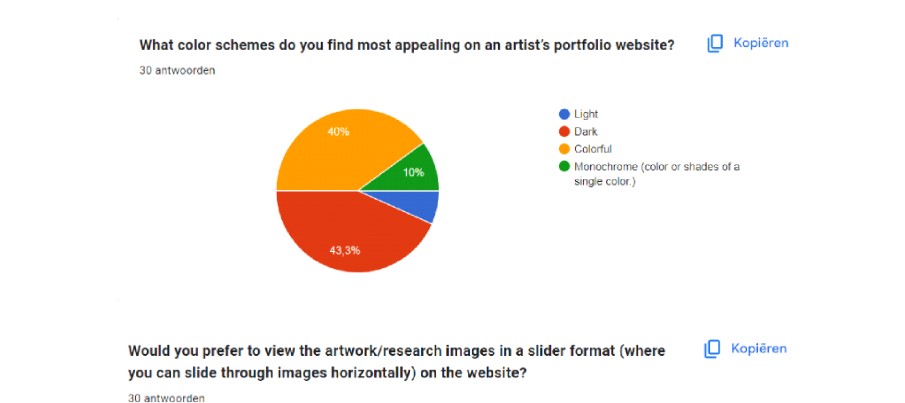 What color schemes do you find most appealing on an artist's portfolio website?
Kopiëren
30 antwoorden
40%
10%
43,3%
Light
Dark
Colorful
Monochrome (color or shades of a
single color.)
Would you prefer to view the artwork/research images in a slider format (where
you can slide through images horizontally) on the website?
Kopiëren
30 antwoorden